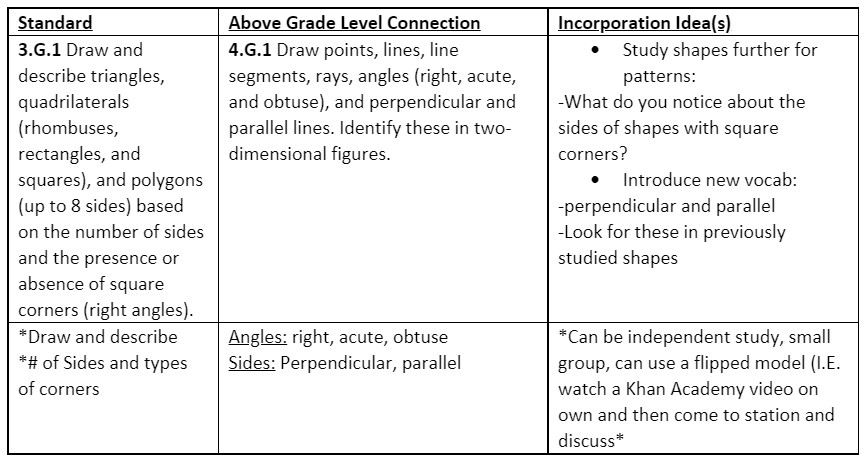 Standard
Above Grade Level Connection
Incorporation Idea(s)
3.G.1 Draw and
describe triangles,
quadrilaterals
(rhombuses,
rectangles, and
squares), and polygons
(up to 8 sides) based
on the number of sides
and the presence or
absence of square
corners (right angles).
4.G.1 Draw points, lines, line
segments, rays, angles (right, acute,
and obtuse), and perpendicular and
parallel lines. Identify these in two-
dimensional figures.
• Study shapes further for
patterns:
-What do you notice about the
sides of shapes with square
corners?
• Introduce new vocab:
-perpendicular and parallel
-Look for these in previously
studied shapes
*Draw and describe
*# of Sides and types
of corners
Angles: right, acute, obtuse
Sides: Perpendicular, parallel
*Can be independent study, small
group, can use a flipped model (I.E.
watch a Khan Academy video on
own and then come to station and
discuss*